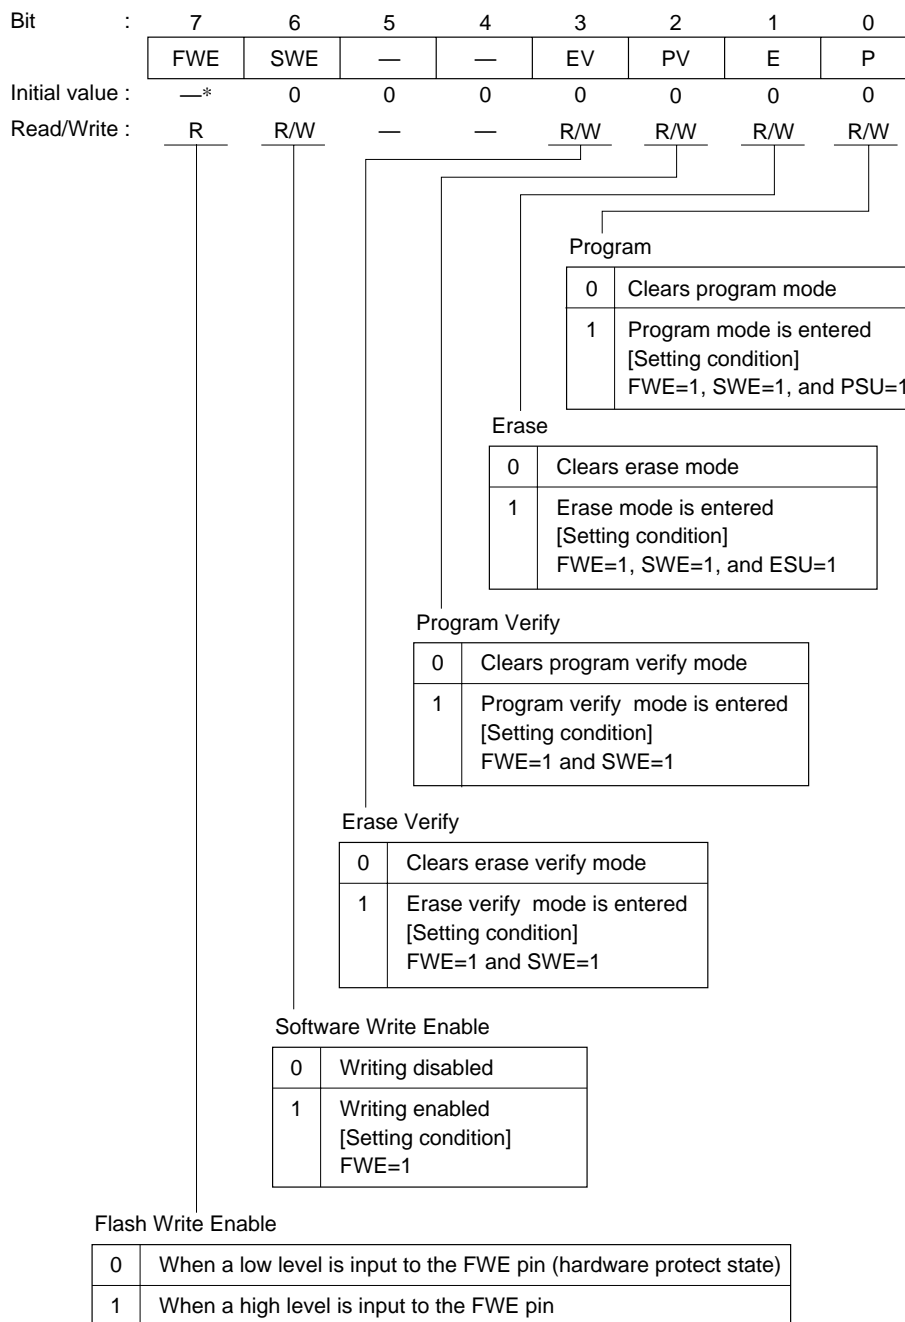 Bit : 7 6 5 4 3 2 1 0
FWE SWE — — EV PV E P
Initial value : —* 0 0 0 0 0 0 0
Read/Write : R R/W — — R/W R/W R/W R/W
Program
0 Clears program mode
1 Program mode is entered
[Setting condition]
FWE=1, SWE=1, and PSU=1
Erase
0 Clears erase mode
1 Erase mode is entered
[Setting condition]
FWE=1, SWE=1, and ESU=1
Program Verify
0 Clears program verify mode
1 Program verify mode is entered
[Setting condition]
FWE=1 and SWE=1
Erase Verify
0 Clears erase verify mode
1 Erase verify mode is entered
[Setting condition]
FWE=1 and SWE=1
Software Write Enable
0 Writing disabled
1 Writing enabled
[Setting condition]
FWE=1
Flash Write Enable
0 When a low level is input to the FWE pin (hardware protect state)
1 When a high level is input to the FWE pin